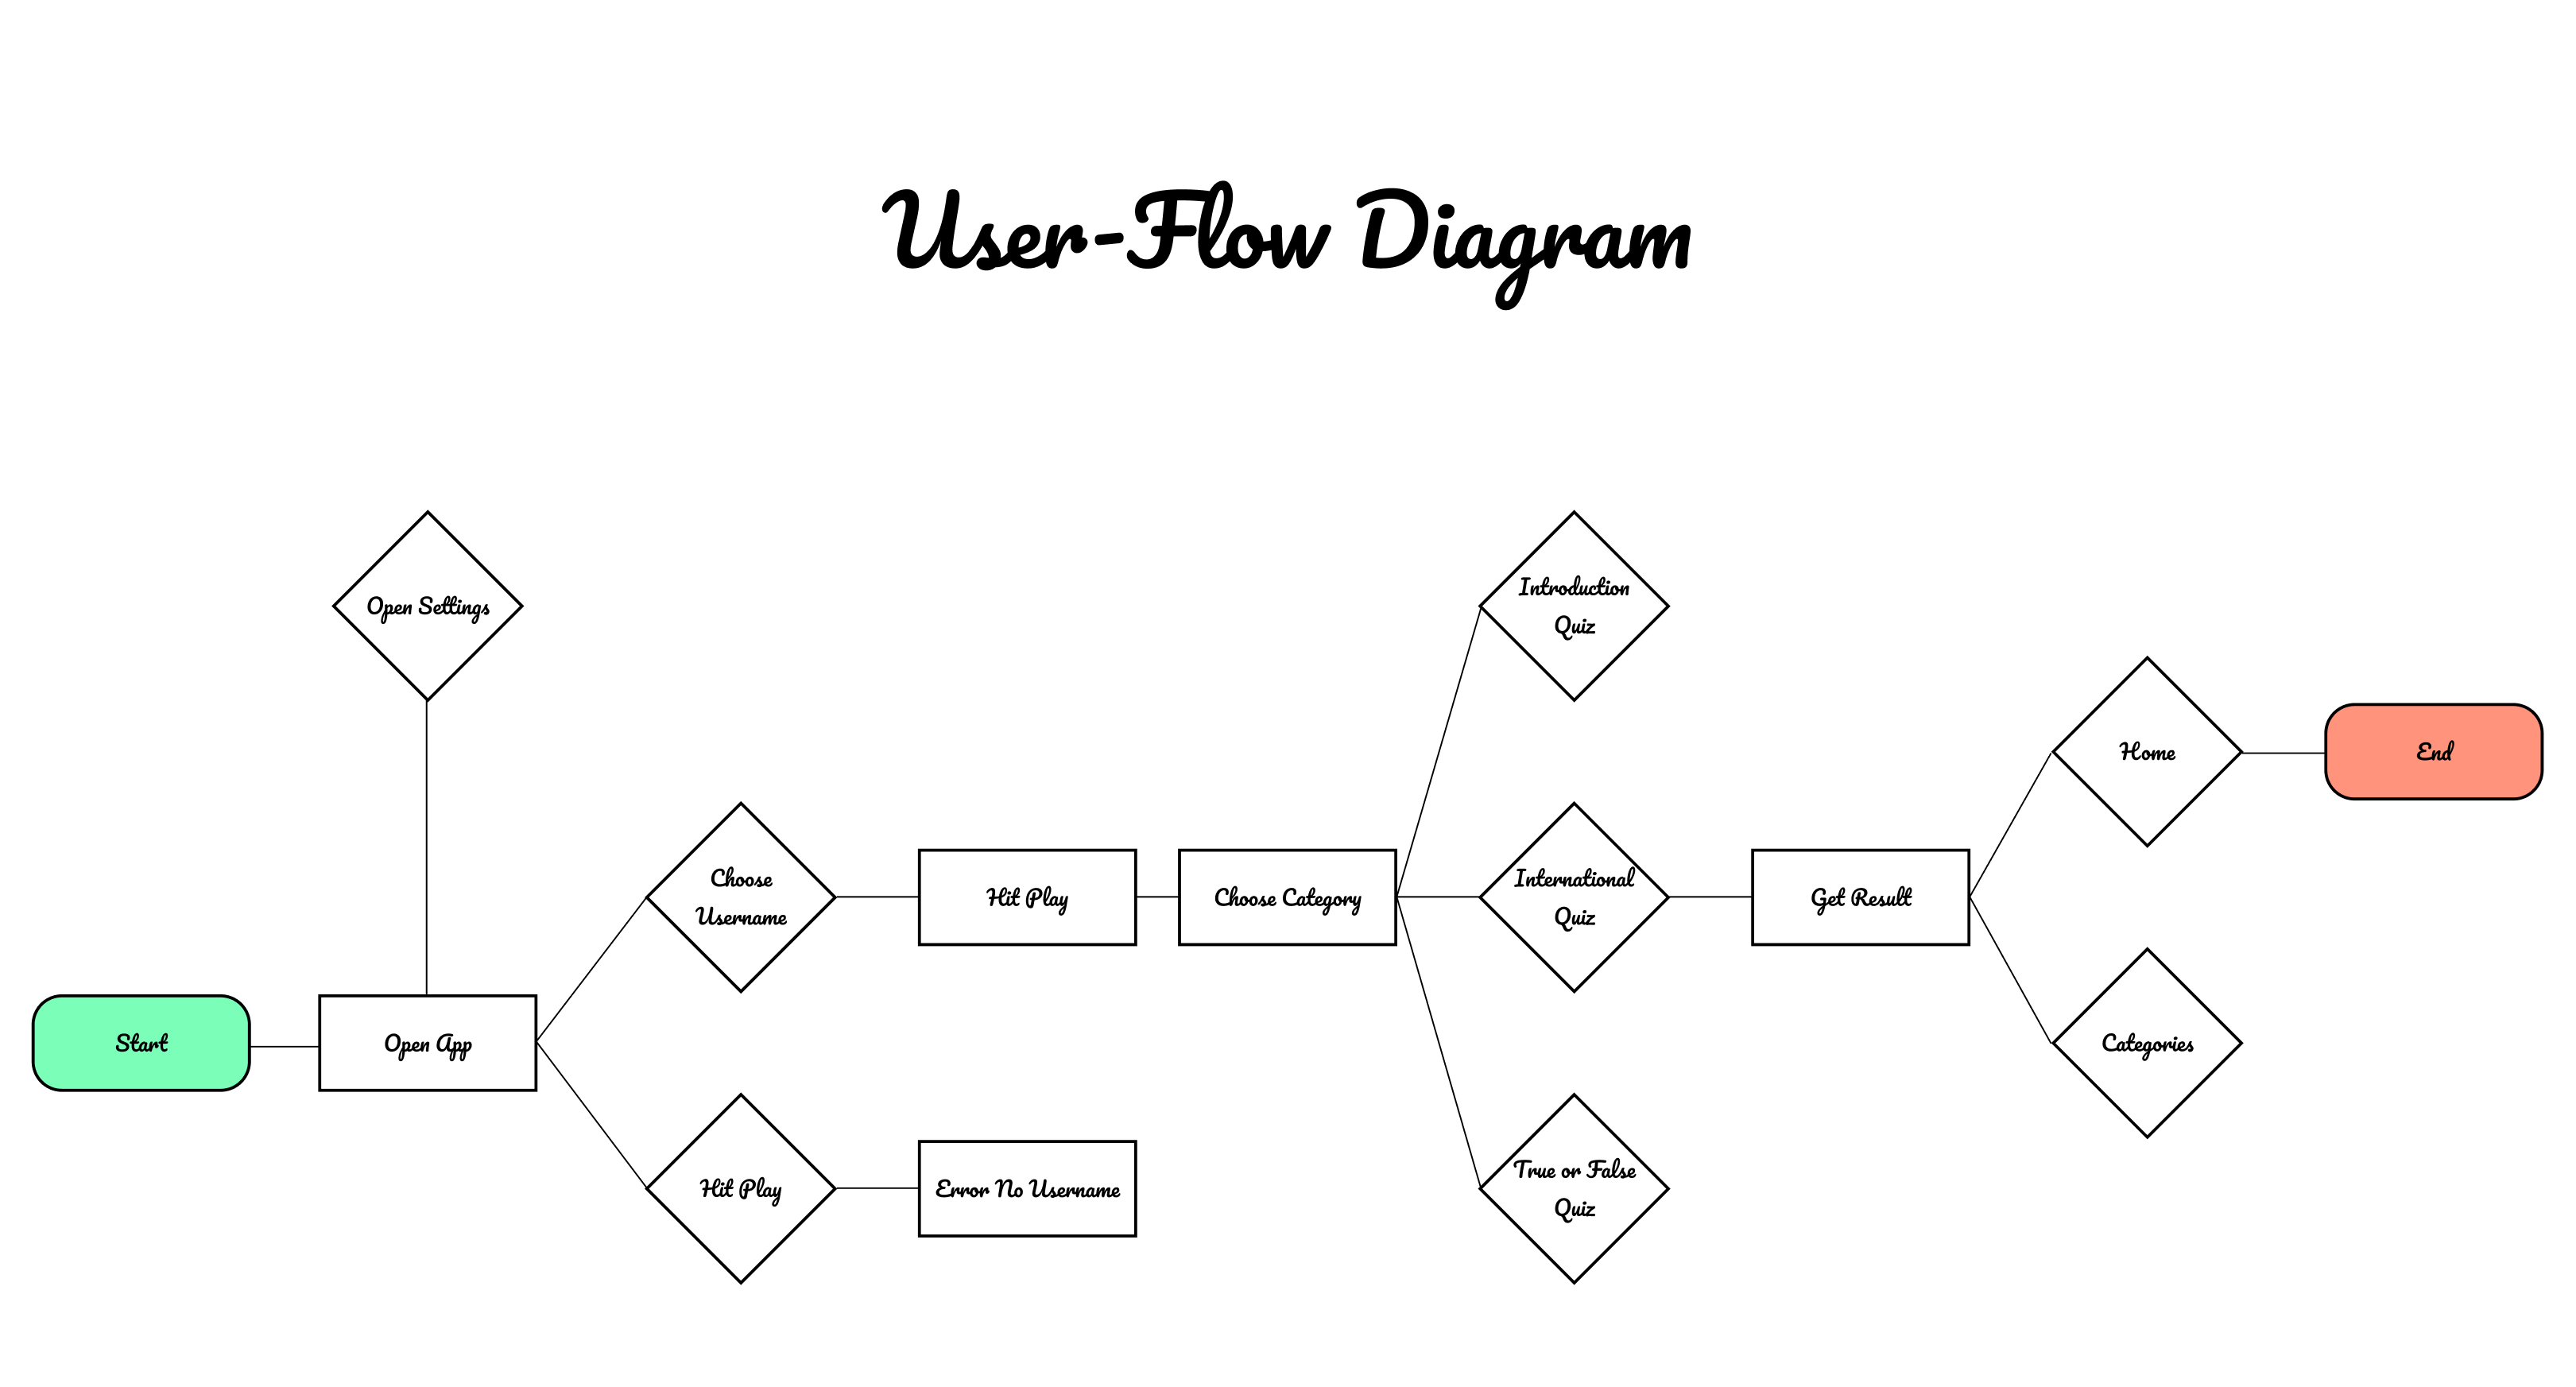 User-Flow Diagram
Open Settings
Introduction
Quiz
Home
End
Choose
Username
Hit Play
Choose Category
International
Quiz
Get Result
Start
Open App
Categories
Hit Play
Error No Username
True or False
Quiz